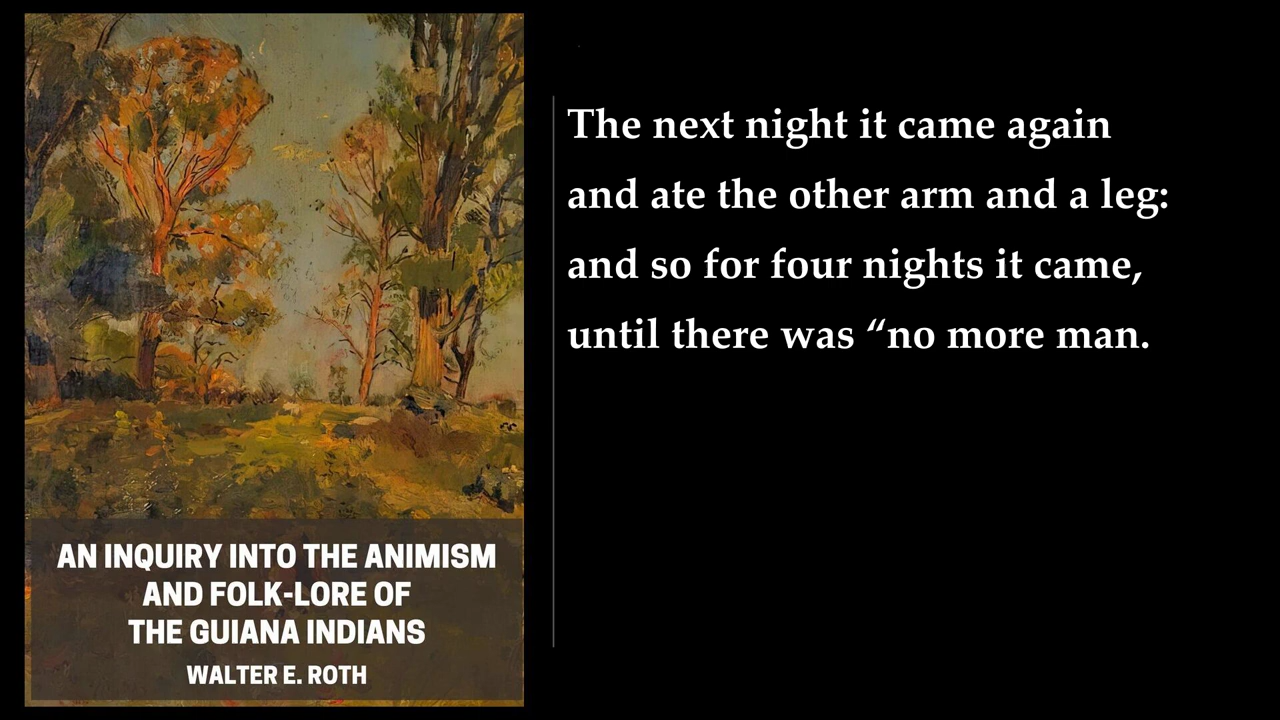 The next night it came again
and ate the other arm and a leg:
and so for four nights it came,
until there was “no more man.
AN INQUIRY INTO THE ANIMISM
AND FOLK-LORE OF
THE GUIANA INDIANS
WALTER E. ROTH